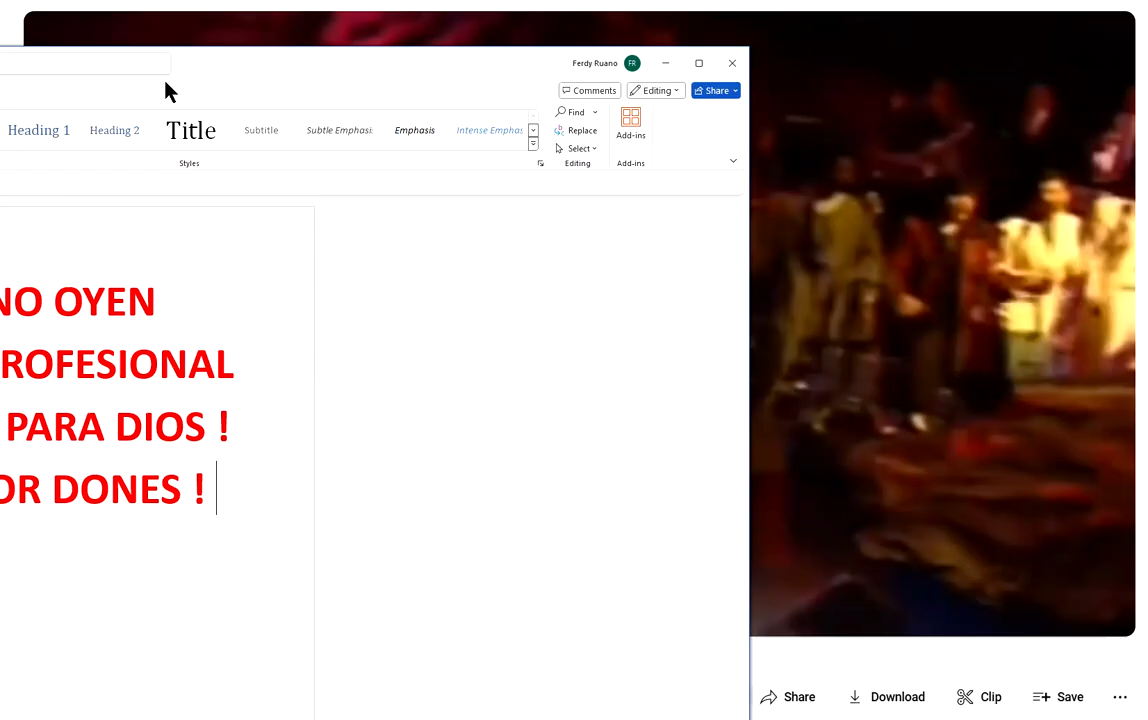 Ferdy Ruano FR
Comments Editing Share
Heading 1 Heading 2 Title Subtitle Subtle Emphasi: Emphasis Intense Emphas
Find
Replace
Select
Add-ins
Styles Editing Add-ins
NO OYEN
ROFESIONAL
PARA DIOS !
OR DONES !
Share Download Clip Save